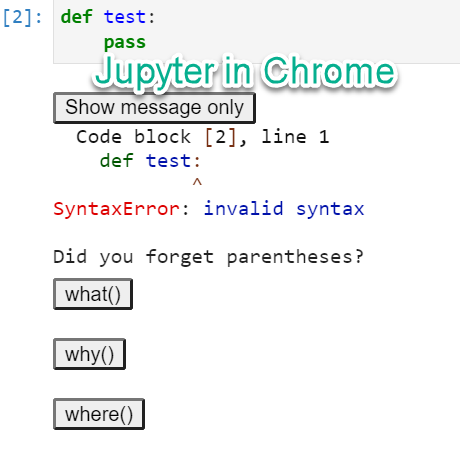 [2]: def test:
pass
Jupyter in Chrome
Show message only
Code block [2], line 1
def test:
^
SyntaxError: invalid syntax
Did you forget parentheses?
what()
why()
where()